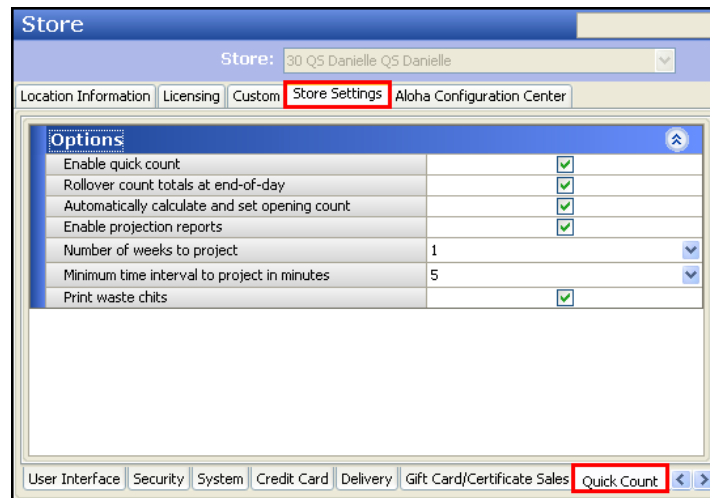 Store
Store: 30 QS Danielle QS Danielle
Location Information Licensing Custom Store Settings Aloha Configuration Center
Options
Enable quick count
Rollover count totals at end-of-day
Automatically calculate and set opening count
Enable projection reports
Number of weeks to project 1
Minimum time interval to project in minutes 5
Print waste chits
User Interface Security System Credit Card Delivery Gift Card/Certificate Sales Quick Count